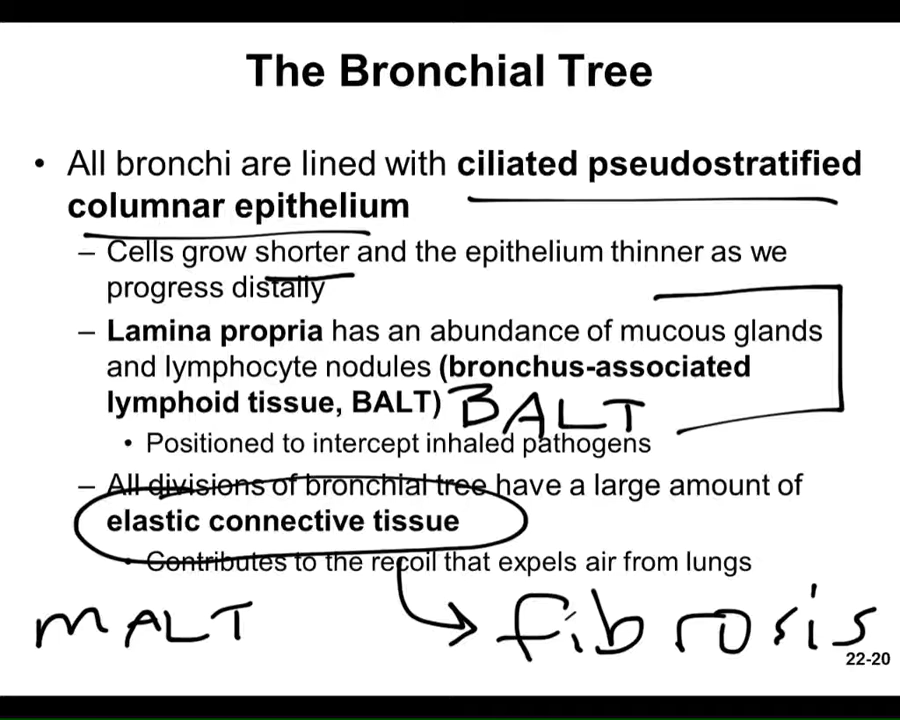 The Bronchial Tree
• All bronchi are lined with ciliated pseudostratified
columnar epithelium
– Cells grow shorter and the epithelium thinner as we
progress distally
– Lamina propria has an abundance of mucous glands
and lymphocyte nodules (bronchus-associated
lymphoid tissue, BALT) BALT
• Positioned to intercept inhaled pathogens
– All divisions of bronchial tree have a large amount of
elastic connective tissue
• Contributes to the recoil that expels air from lungs
MALT fibrosis
22-20